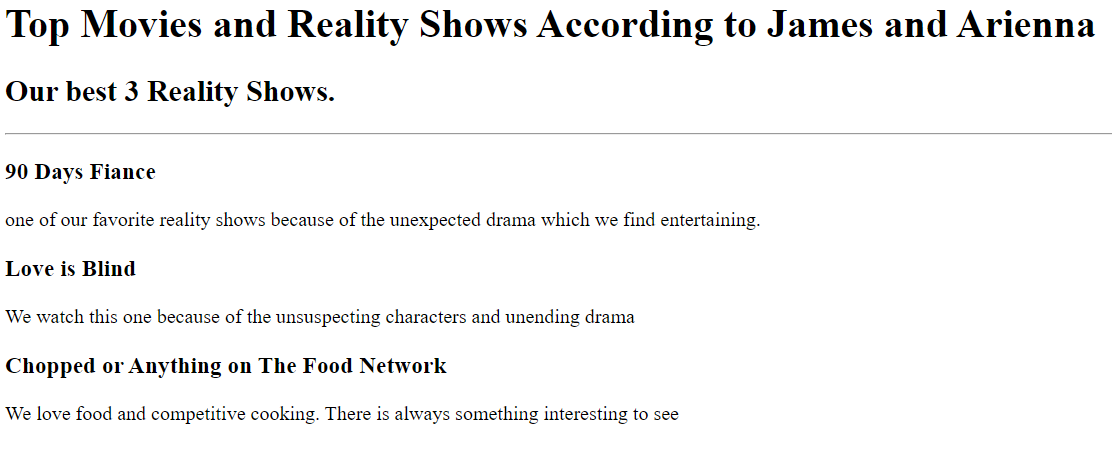 Top Movies and Reality Shows According to James and Arienna
Our best 3 Reality Shows.
90 Days Fiance
one of our favorite reality shows because of the unexpected drama which we find entertaining.
Love is Blind
We watch this one because of the unsuspecting characters and unending drama
Chopped or Anything on The Food Network
We love food and competitive cooking. There is always something interesting to see